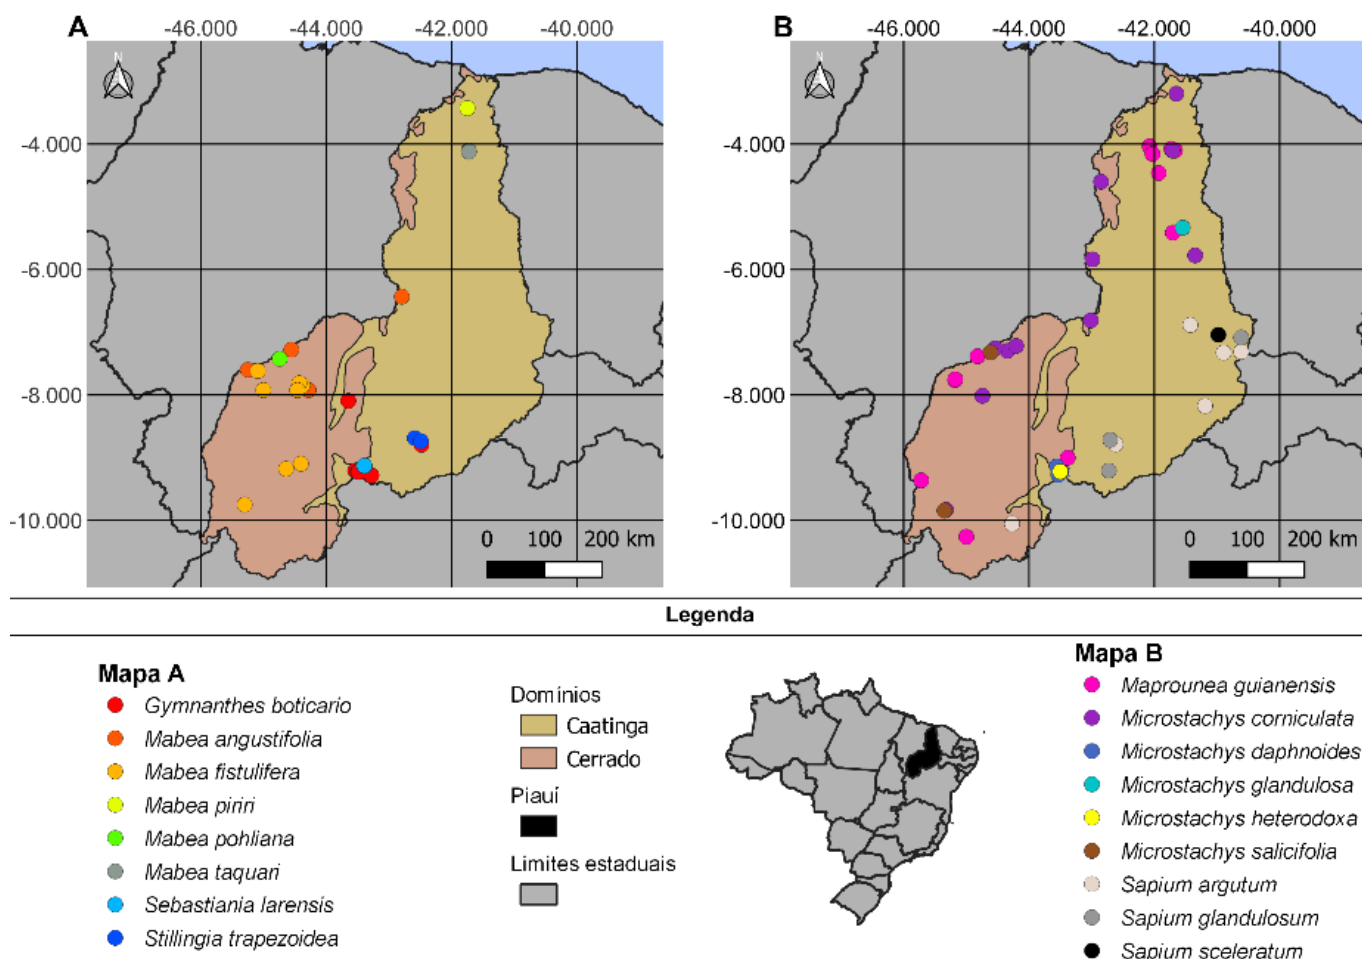 A
-46.000 -44.000 -42.000 -40.000
B
-46.000 -44.000 -42.000 -40.000
N
N
-4.000
-6.000
-8.000
-10.000
-4.000
-6.000
-8.000
-10.000
0 100 200 km
0 100 200 km
Legenda
Mapa A
Gymnanthes boticario
Mabea angustifolia
Mabea fistulifera
Mabea piriri
Mabea pohliana
Mabea taquari
Sebastiania larensis
Stillingia trapezoidea
Domínios
Caatinga
Cerrado
Piauí
Limites estaduais
Mapa B
Maprounea guianensis
Microstachys corniculata
Microstachys daphnoides
Microstachys glandulosa
Microstachys heterodoxa
Microstachys salicifolia
Sapium argutum
Sapium glandulosum
Sapium sceleratum